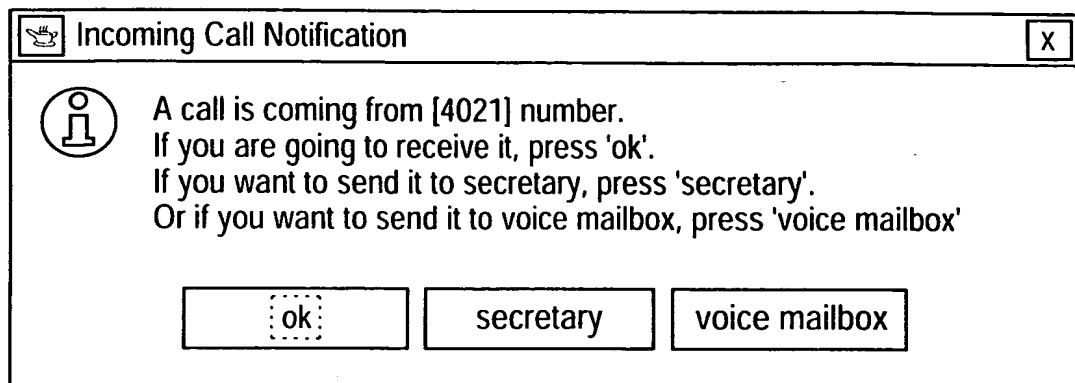 Incoming Call Notification X
A call is coming from [4021] number.
If you are going to receive it, press 'ok'.
If you want to send it to secretary, press 'secretary'.
Or if you want to send it to voice mailbox, press 'voice mailbox'
ok secretary voice mailbox